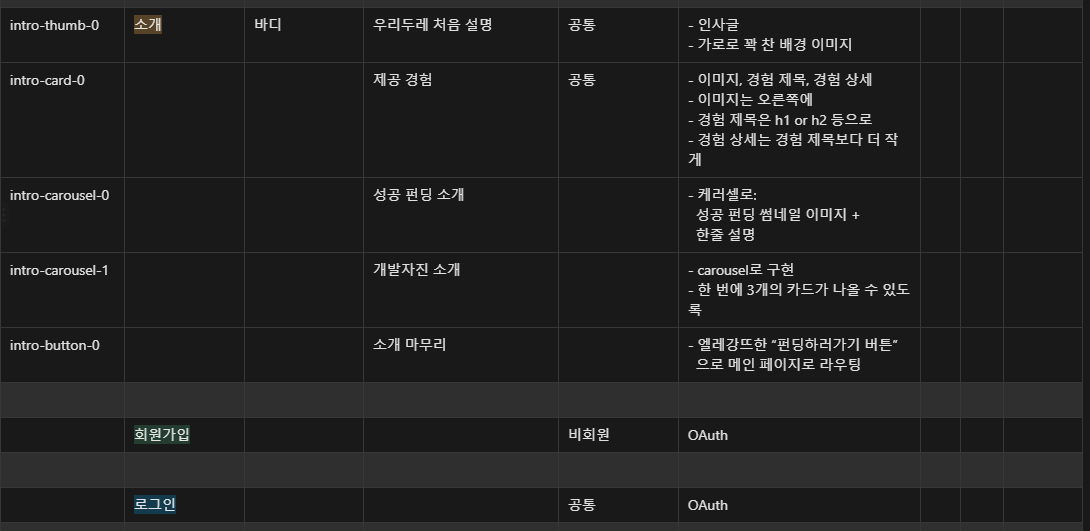 intro-thumb-0 소개 바디 우리두레 처음 설명 공통 - 인사글
- 가로로 꽉 찬 배경 이미지
intro-card-0 제공 경험 공통 - 이미지, 경험 제목, 경험 상세
- 이미지는 오른쪽에
- 경험 제목은 h1 or h2 등으로
- 경험 상세는 경험 제목보다 더 작
게
intro-carousel-0 성공 펀딩 소개 - 케러셀로:
성공 펀딩 썸네일 이미지 +
한줄 설명
intro-carousel-1 개발자진 소개 - carousel로 구현
- 한 번에 3개의 카드가 나올 수 있도
록
intro-button-0 소개 마무리 - 엘레강뜨한 “펀딩하러가기 버튼”
으로 메인 페이지로 라우팅
회원가입 비회원 OAuth
로그인 공통 OAuth